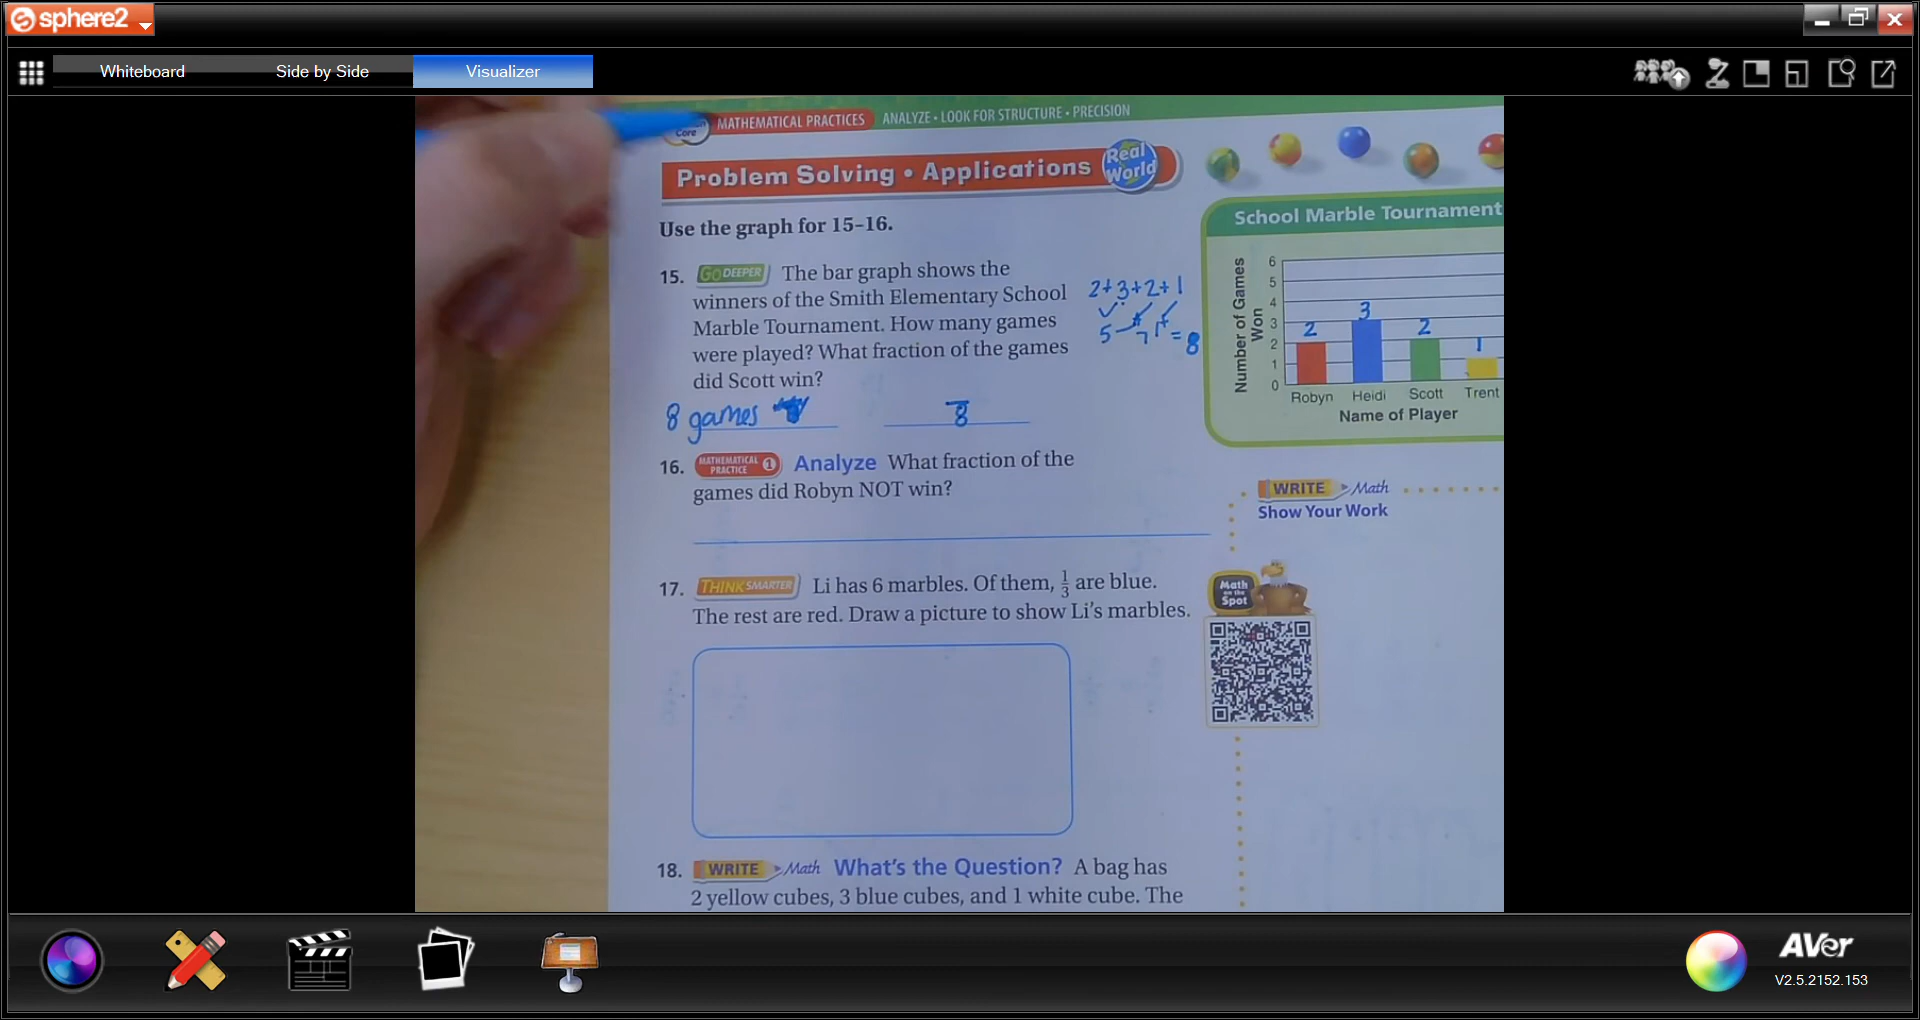 sphere2
Whiteboard
Side by Side
Visualizer
Core
MATHEMATICAL PRACTICES
ANALYZE • LOOK FOR STRUCTURE • PRECISION
Problem Solving • Applications
Real World
Use the graph for 15–16.
15. GO DEEPER The bar graph shows the
winners of the Smith Elementary School
Marble Tournament. How many games
were played? What fraction of the games
did Scott win?
2+3+2+1
5 7 1 = 8
8 games
8
School Marble Tournament
Number of Games
Won
6
5
4
3
2
1
0
2
3
2
1
Robyn Heidi Scott Trent
Name of Player
16. MATHEMATICAL PRACTICE 1 Analyze What fraction of the
games did Robyn NOT win?
WRITE Math
Show Your Work
17. THINK SMARTER Li has 6 marbles. Of them, 1/3 are blue.
The rest are red. Draw a picture to show Li's marbles.
Math
on the
Spot
18. WRITE Math What's the Question? A bag has
2 yellow cubes, 3 blue cubes, and 1 white cube. The
AVer
V2.5.2152.153